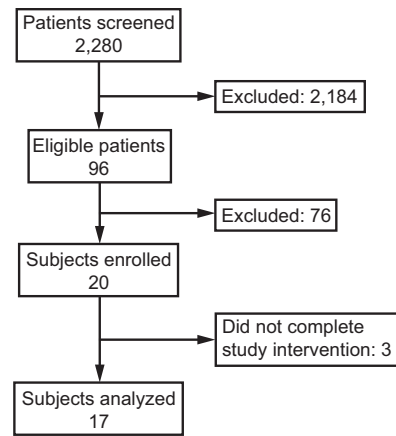 Patients screened
2,280
Excluded: 2,184
Eligible patients
96
Excluded: 76
Subjects enrolled
20
Did not complete
study intervention: 3
Subjects analyzed
17